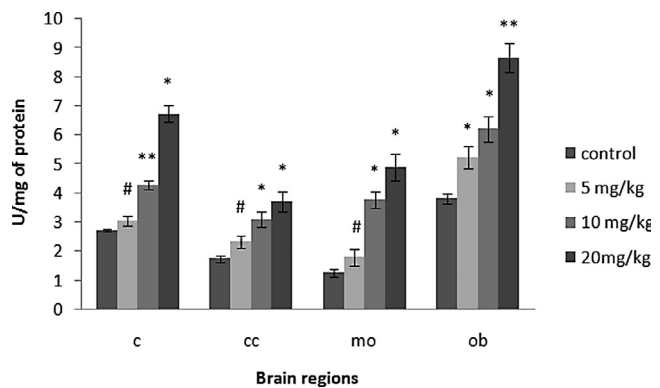 U/mg of protein
10
9
8
7
6
5
4
3
2
1
0
#
**
*
#
*
*
#
*
*
*
*
**
c
cc
mo
ob
Brain regions
control
5 mg/kg
10 mg/kg
20mg/kg